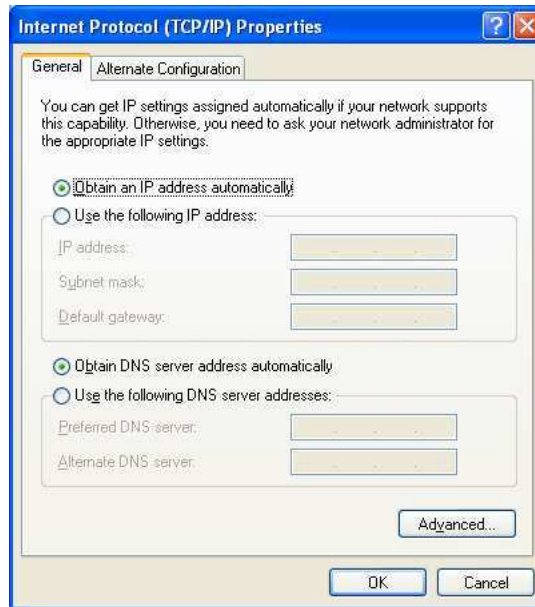 Internet Protocol (TCP/IP) Properties
General
Alternate Configuration
You can get IP settings assigned automatically if your network supports
this capability. Otherwise, you need to ask your network administrator for
the appropriate IP settings.
Obtain an IP address automatically
Use the following IP address:
IP address:
Subnet mask:
Default gateway:
Obtain DNS server address automatically
Use the following DNS server addresses:
Preferred DNS server:
Alternate DNS server:
Advanced...
OK
Cancel